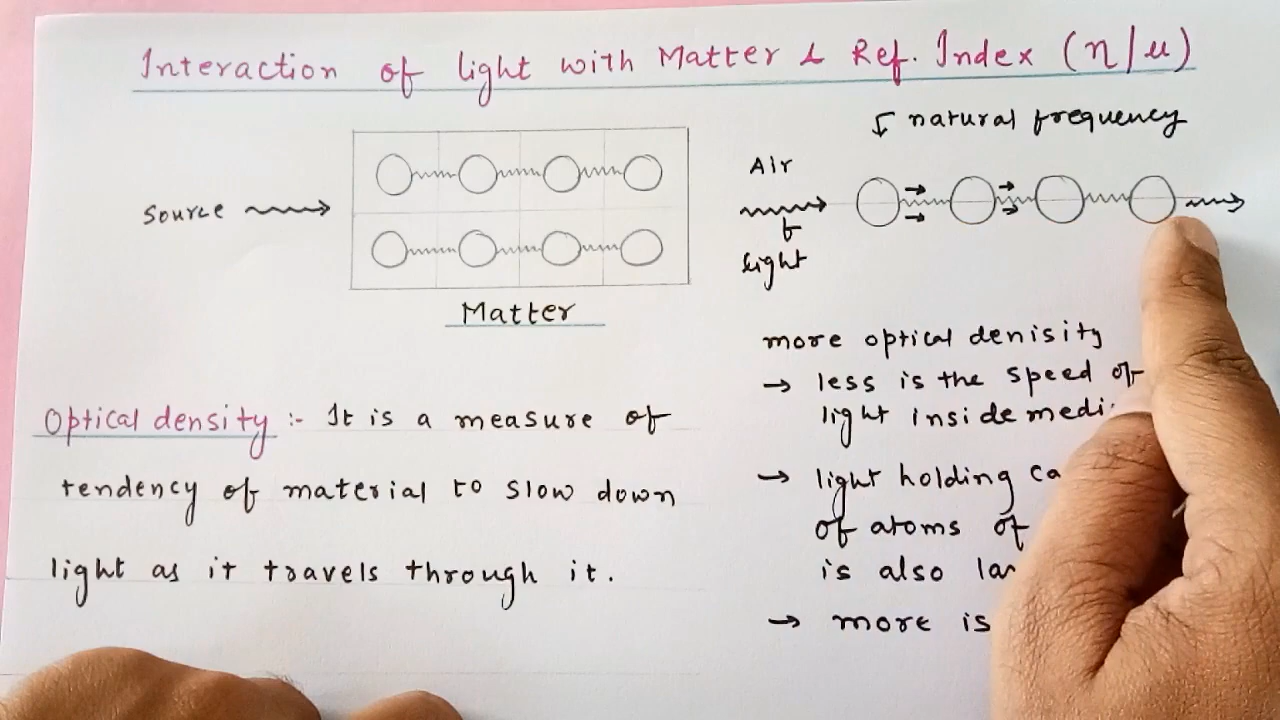 Interaction of light with Matter & Ref. Index (η/μ)
Source
Matter
Optical density :- It is a measure of
tendency of material to slow down
light as it travels through it.
natural frequency
Air
light
more optical denisity
→ less is the speed of
light inside medi
→ light holding ca
of atoms of
is also la
→ more is